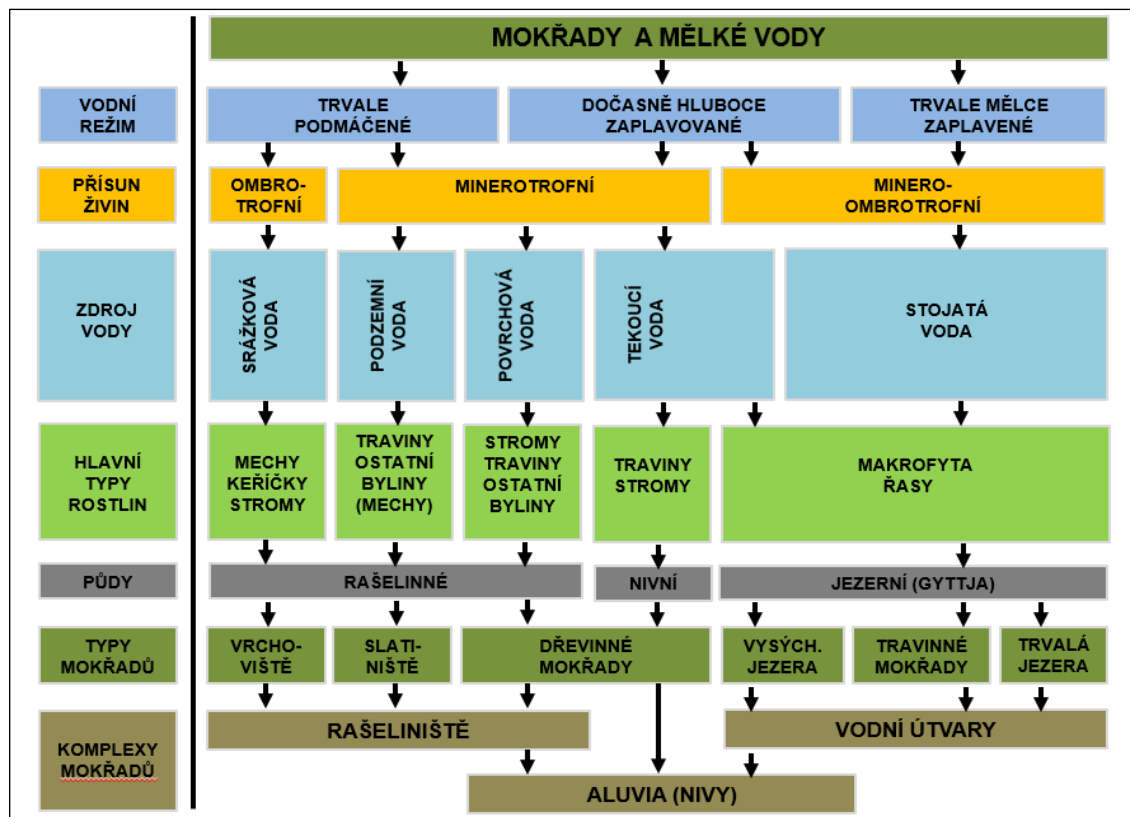 MOKŘADY A MĚLKÉ VODY
VODNÍ
REŽIM
TRVALE
PODMÁČENÉ
DOČASNĚ HLUBOCE
ZAPLAVOVANÉ
TRVALE MĚLCE
ZAPLAVENÉ
PŘÍSUN
ŽIVIN
OMBRO-
TROFNÍ
MINEROTROFNÍ
MINERO-
OMBROTROFNÍ
ZDROJ
VODY
SRÁŽKOVÁ
VODA
PODZEMNÍ
VODA
POVRCHOVÁ
VODA
TEKOUCÍ
VODA
STOJATÁ
VODA
HLAVNÍ
TYPY
ROSTLIN
MECHY
KEŘÍČKY
STROMY
TRAVINY
OSTATNÍ
BYLINY
(MECHY)
STROMY
TRAVINY
OSTATNÍ
BYLINY
TRAVINY
STROMY
MAKROFYTA
ŘASY
PŮDY
RAŠELINNÉ
NIVNÍ
JEZERNÍ (GYTTJA)
TYPY
MOKŘADŮ
VRCHO-
VIŠTĚ
SLATI-
NIŠTĚ
DŘEVINNÉ
MOKŘADY
VYSÝCH.
JEZERA
TRAVINNÉ
MOKŘADY
TRVALÁ
JEZERA
KOMPLEXY
MOKŘADŮ
RAŠELINIŠTĚ
VODNÍ ÚTVARY
ALUVIA (NIVY)